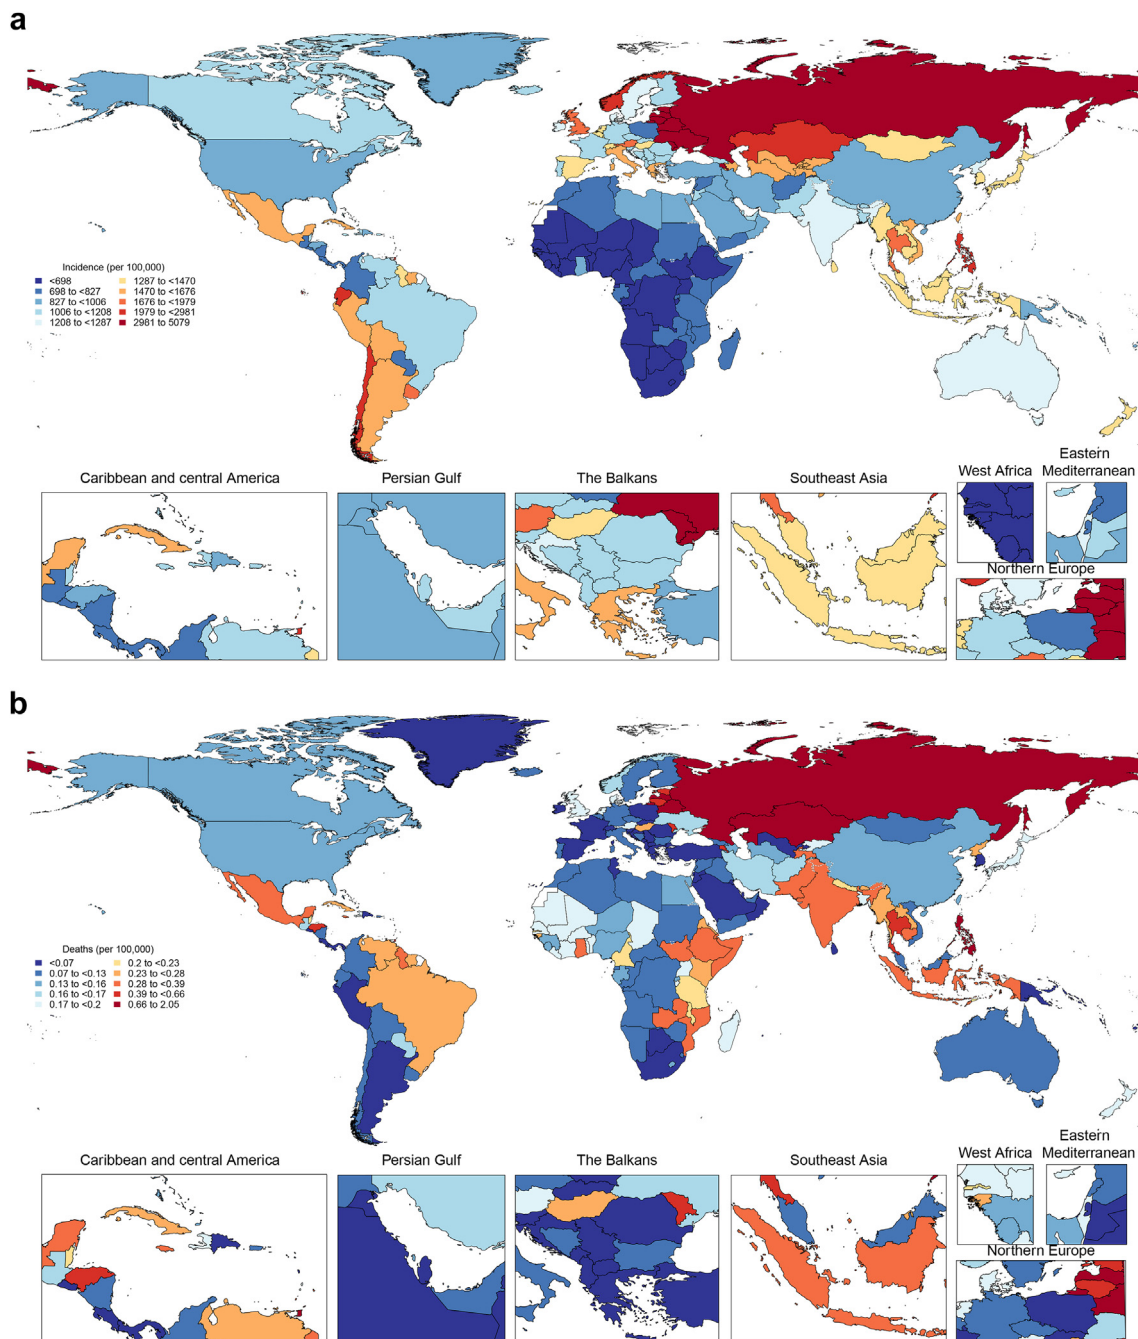 a
Incidence (per 100,000)
<698
698 to <827
827 to <1006
1006 to <1208
1208 to <1287
1287 to <1470
1470 to <1676
1676 to <1979
1979 to <2981
2981 to 5079
Caribbean and central America
Persian Gulf
The Balkans
Southeast Asia
West Africa
Eastern
Mediterranean
Northern Europe
b
Deaths (per 100,000)
<0.07
0.07 to <0.13
0.13 to <0.16
0.16 to <0.17
0.17 to <0.2
0.2 to <0.23
0.23 to <0.28
0.28 to <0.39
0.39 to <0.66
0.66 to 2.05
Caribbean and central America
Persian Gulf
The Balkans
Southeast Asia
West Africa
Eastern
Mediterranean
Northern Europe